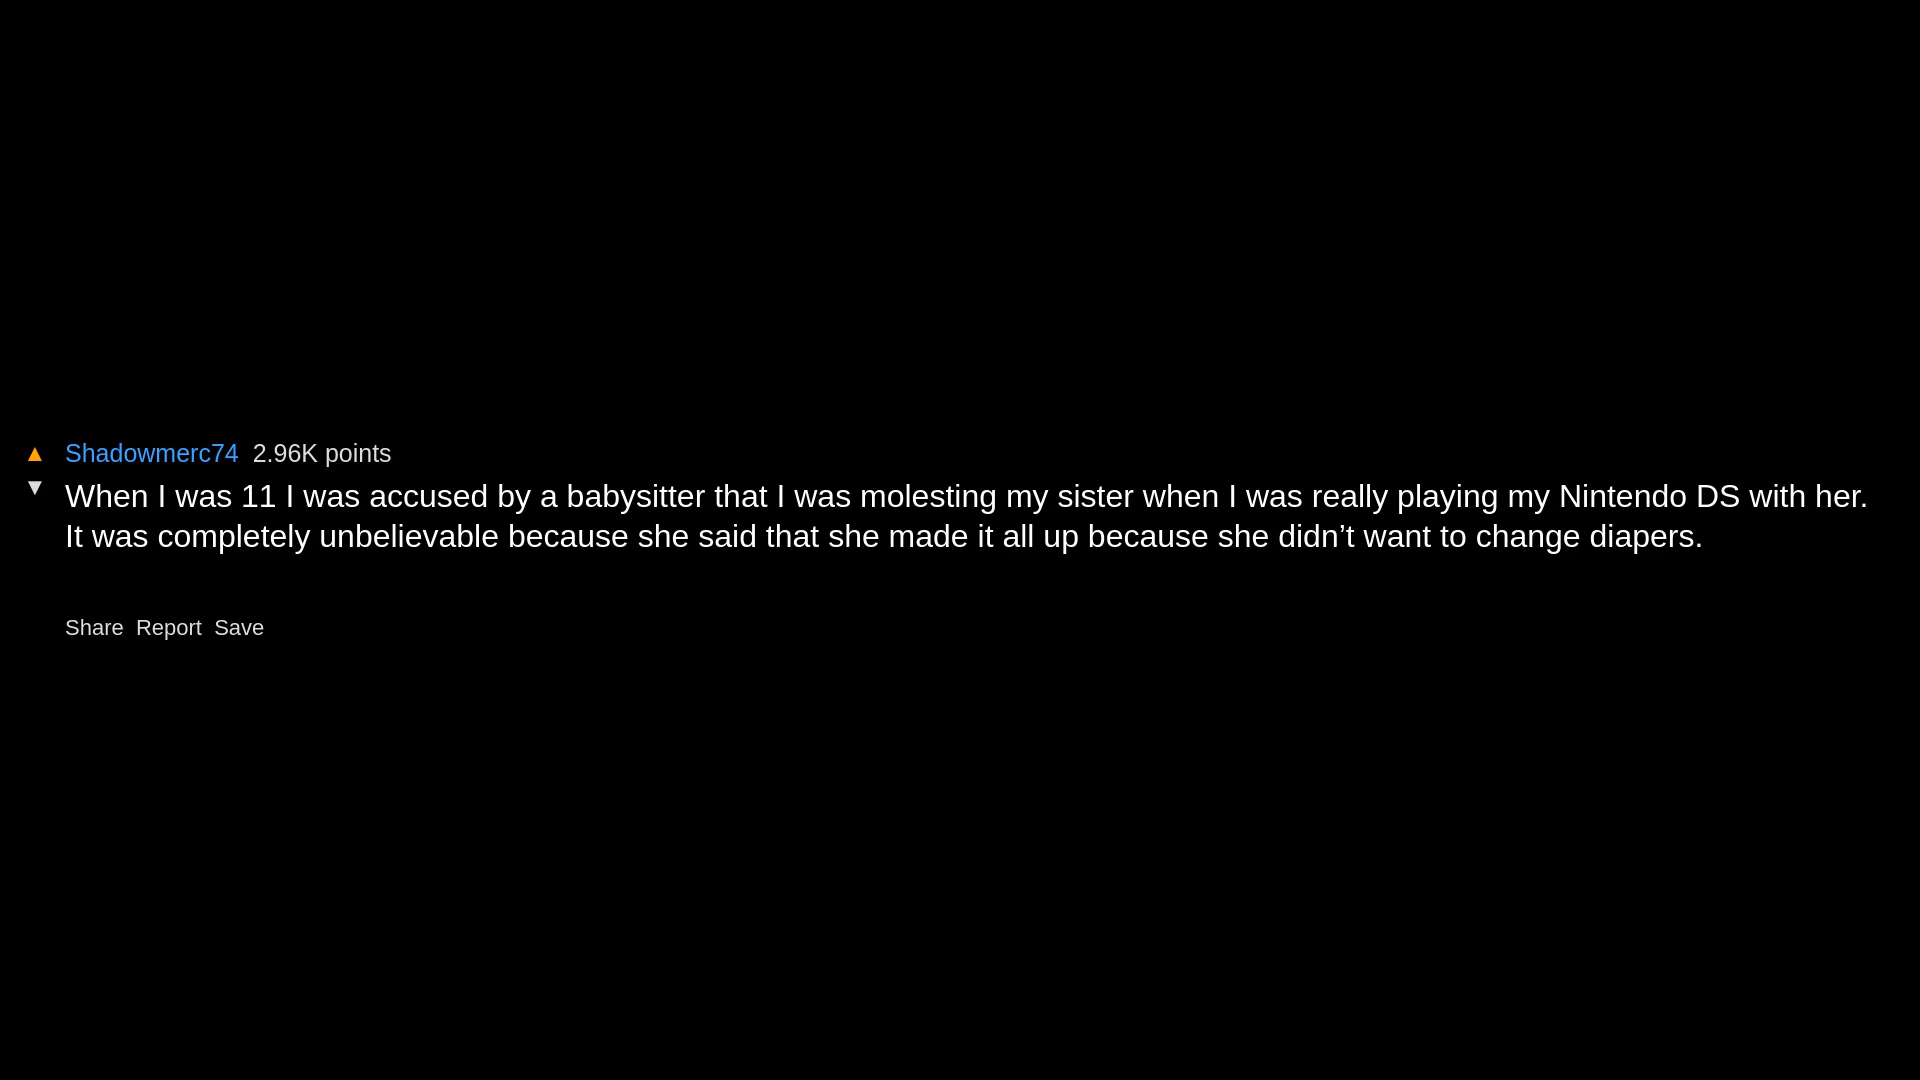 ▲ Shadowmerc74 2.96K points
▼ When I was 11 I was accused by a babysitter that I was molesting my sister when I was really playing my Nintendo DS with her.
It was completely unbelievable because she said that she made it all up because she didn’t want to change diapers.
Share Report Save